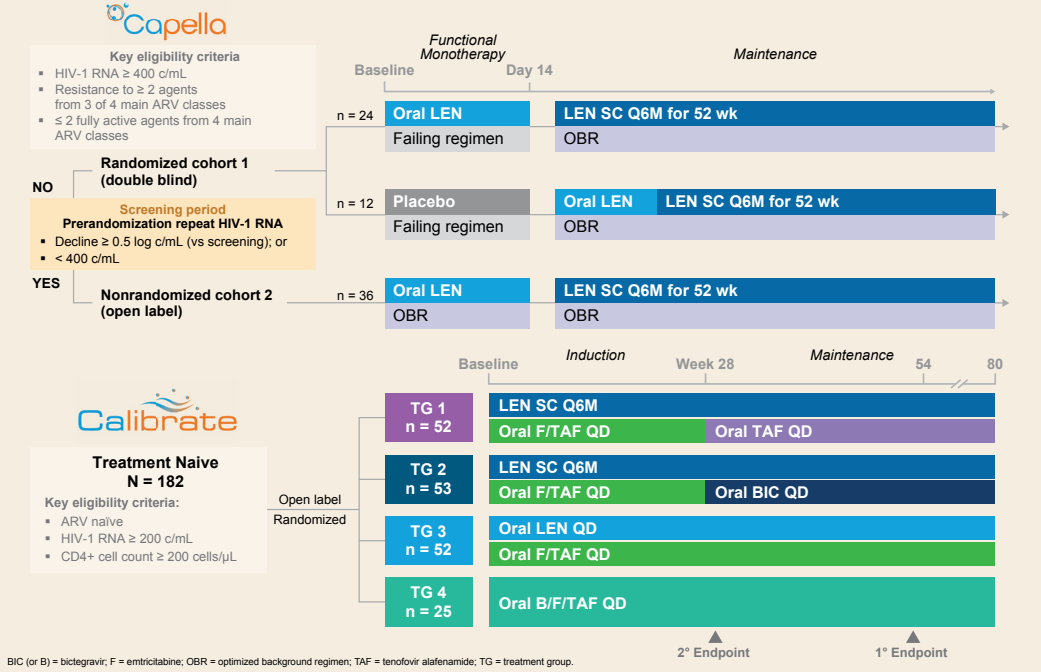 Capella
Key eligibility criteria
▪ HIV-1 RNA ≥ 400 c/mL
▪ Resistance to ≥ 2 agents
from 3 of 4 main ARV classes
▪ ≤ 2 fully active agents from 4 main
ARV classes
Functional
Monotherapy
Maintenance
Baseline
Day 14
Randomized cohort 1
(double blind)
n = 24
Oral LEN
Failing regimen
LEN SC Q6M for 52 wk
OBR
n = 12
Placebo
Failing regimen
Oral LEN
LEN SC Q6M for 52 wk
OBR
NO
Screening period
Prerandomization repeat HIV-1 RNA
▪ Decline ≥ 0.5 log c/mL (vs screening); or
▪ < 400 c/mL
YES
Nonrandomized cohort 2
(open label)
n = 36
Oral LEN
OBR
LEN SC Q6M for 52 wk
OBR
Calibrate
Treatment Naive
N = 182
Key eligibility criteria:
▪ ARV naïve
▪ HIV-1 RNA ≥ 200 c/mL
▪ CD4+ cell count ≥ 200 cells/μL
Open label
Randomized
Induction
Maintenance
Baseline
Week 28
54
80
TG 1
n = 52
LEN SC Q6M
Oral F/TAF QD
Oral TAF QD
TG 2
n = 53
LEN SC Q6M
Oral F/TAF QD
Oral BIC QD
TG 3
n = 52
Oral LEN QD
Oral F/TAF QD
TG 4
n = 25
Oral B/F/TAF QD
2° Endpoint
1° Endpoint
BIC (or B) = bictegravir; F = emtricitabine; OBR = optimized background regimen; TAF = tenofovir alafenamide; TG = treatment group.